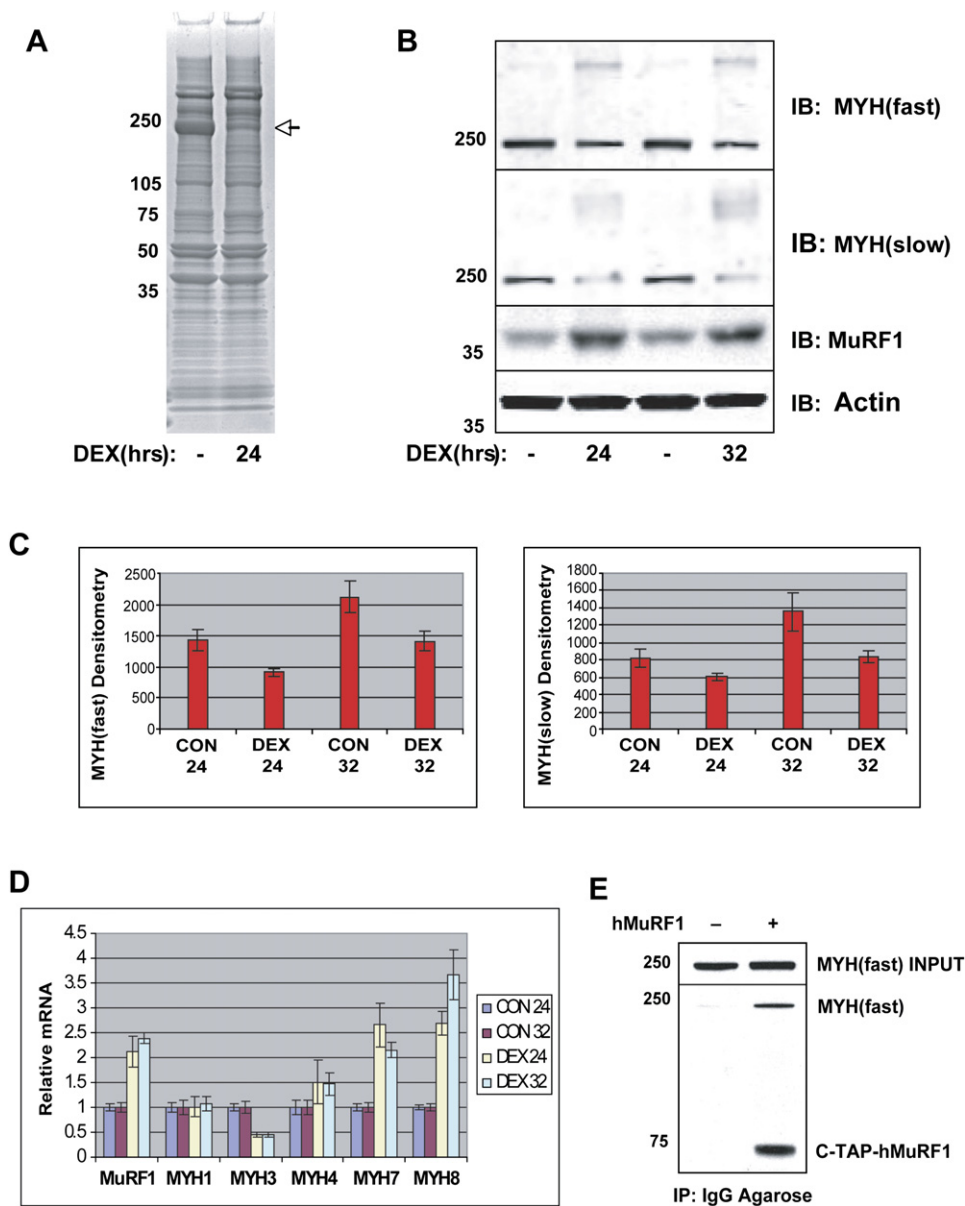 A
250
105
75
50
35
DEX(hrs): - 24
B
250
IB: MYH(fast)
250
IB: MYH(slow)
35
IB: MuRF1
35
IB: Actin
DEX(hrs): - 24 - 32
C
MYH(fast) Densitometry
2500
2000
1500
1000
500
0
CON 24
DEX 24
CON 32
DEX 32
MYH(slow) Densitometry
1800
1600
1400
1200
1000
800
600
400
200
0
CON 24
DEX 24
CON 32
DEX 32
D
Relative mRNA
4.5
4
3.5
3
2.5
2
1.5
1
0.5
0
MuRF1 MYH1 MYH3 MYH4 MYH7 MYH8
CON 24
CON 32
DEX 24
DEX 32
E
hMuRF1 – +
250
MYH(fast) INPUT
250
MYH(fast)
75
C-TAP-hMuRF1
IP: IgG Agarose